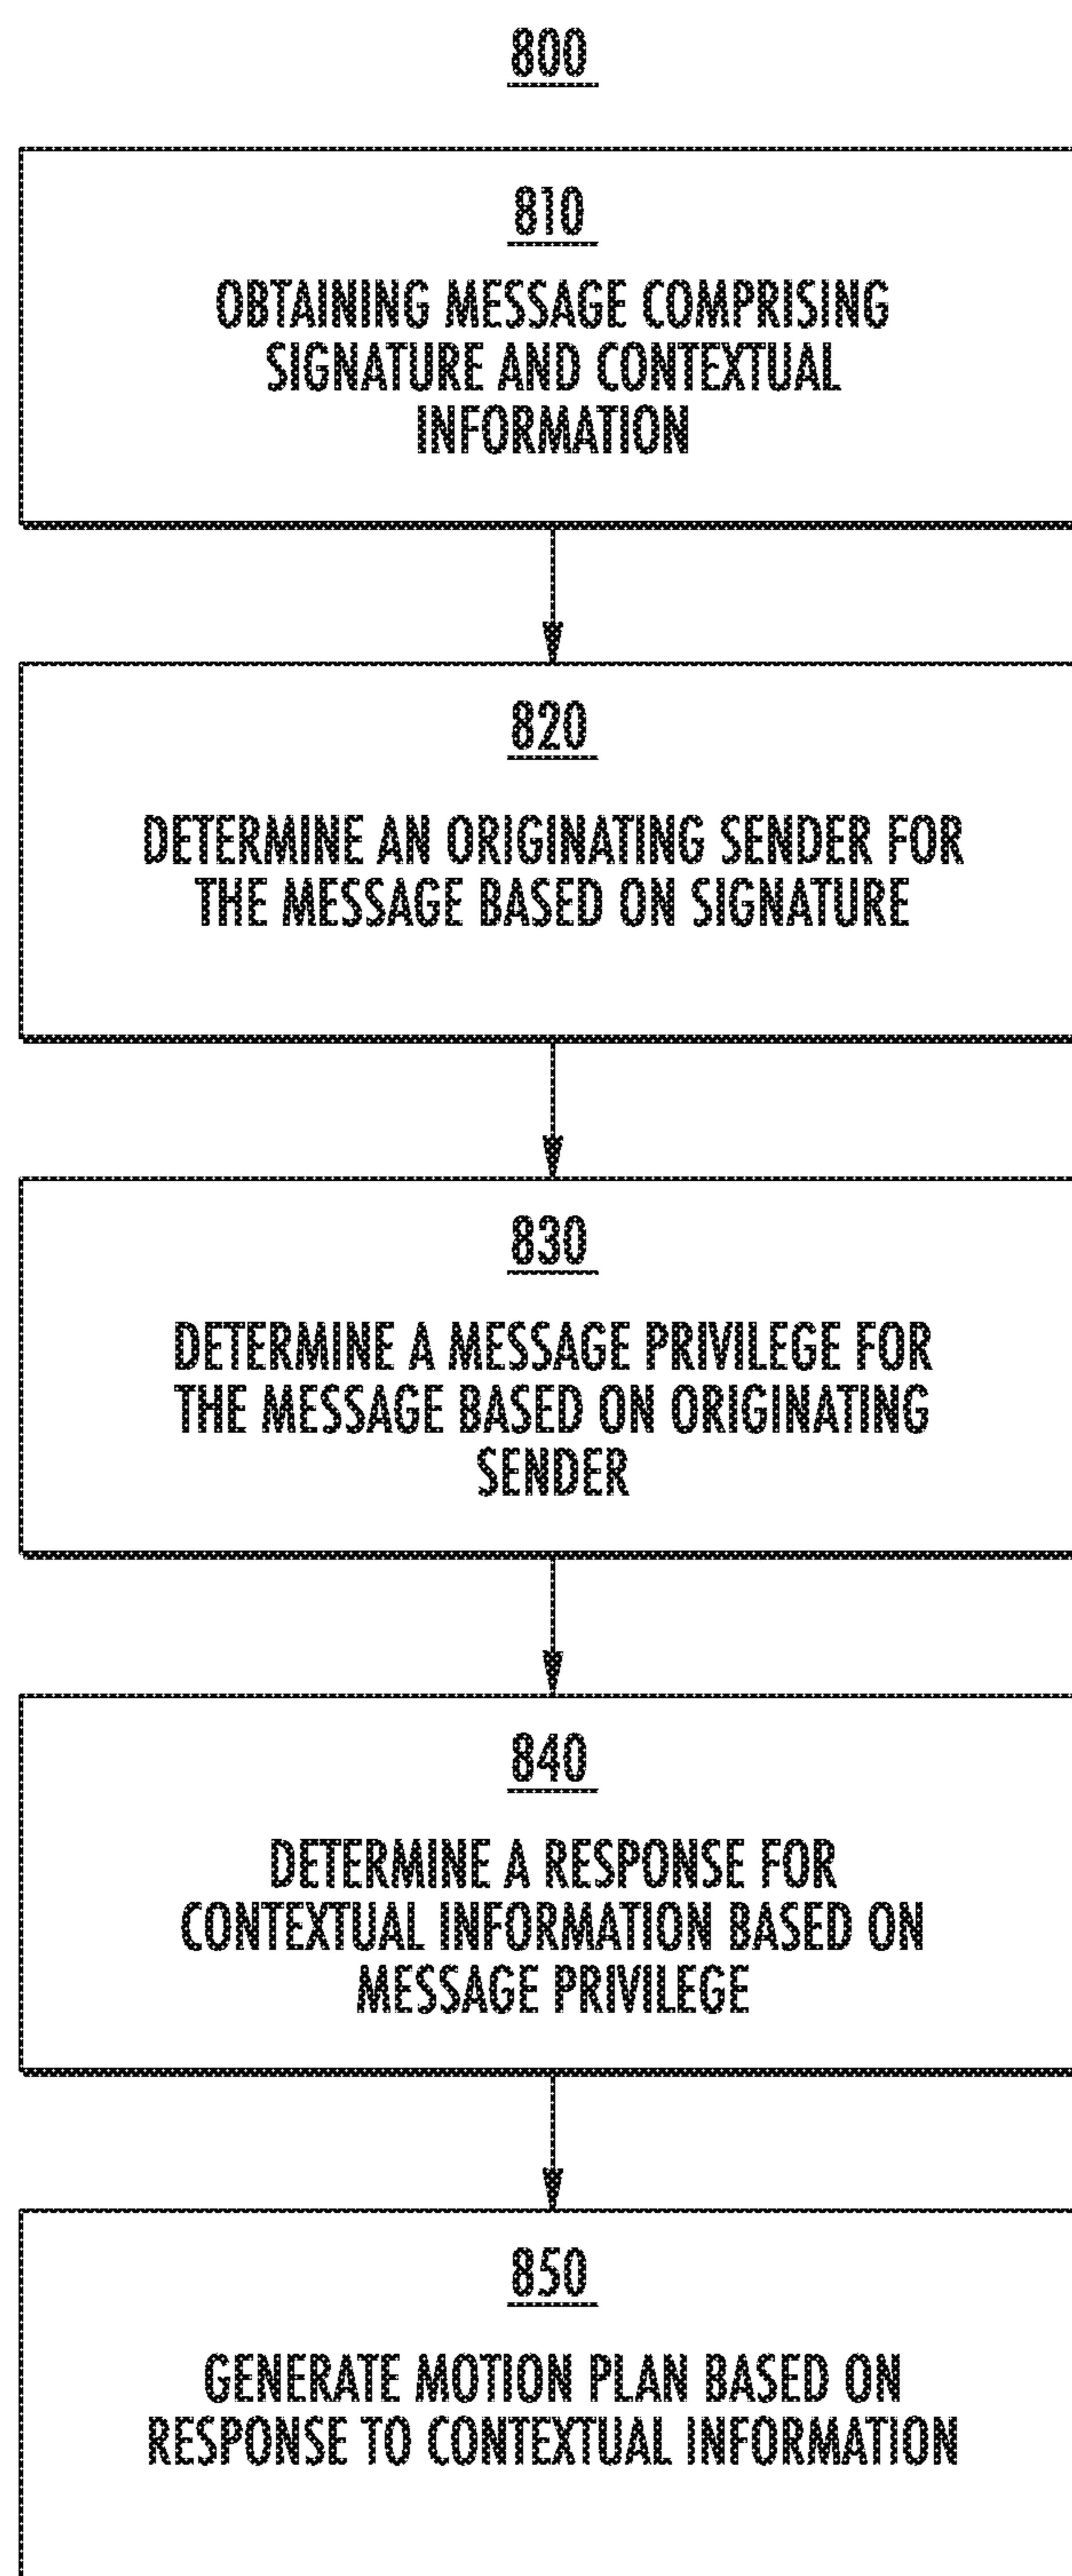 800
810
OBTAINING MESSAGE COMPRISING
SIGNATURE AND CONTEXTUAL
INFORMATION
820
DETERMINE AN ORIGINATING SENDER FOR
THE MESSAGE BASED ON SIGNATURE
830
DETERMINE A MESSAGE PRIVILEGE FOR
THE MESSAGE BASED ON ORIGINATING
SENDER
840
DETERMINE A RESPONSE FOR
CONTEXTUAL INFORMATION BASED ON
MESSAGE PRIVILEGE
850
GENERATE MOTION PLAN BASED ON
RESPONSE TO CONTEXTUAL INFORMATION